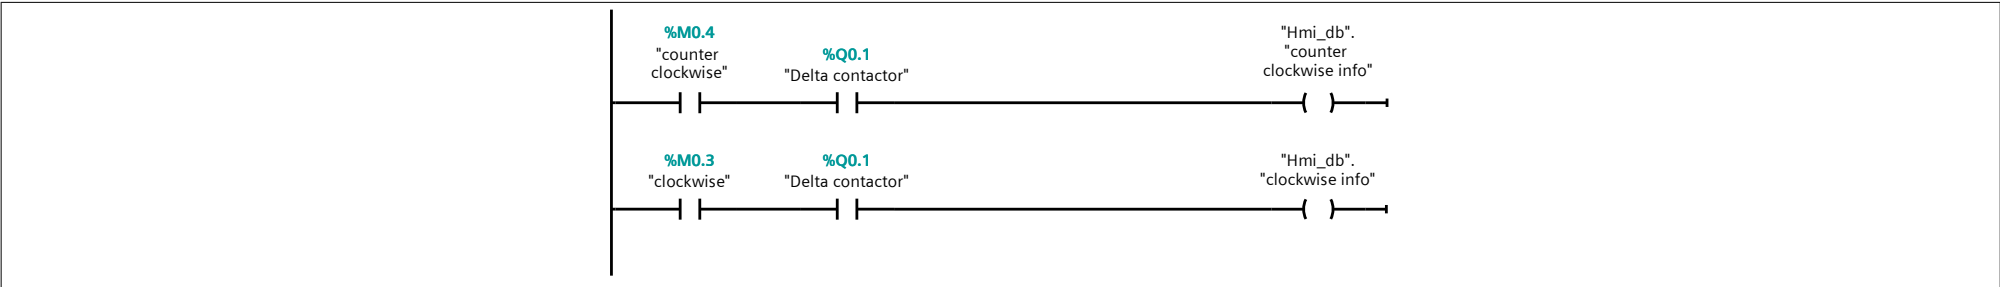 %M0.4
"counter
clockwise"
%Q0.1
"Delta contactor"
"Hmi_db".
"counter
clockwise info"
%M0.3
"clockwise"
%Q0.1
"Delta contactor"
"Hmi_db".
"clockwise info"